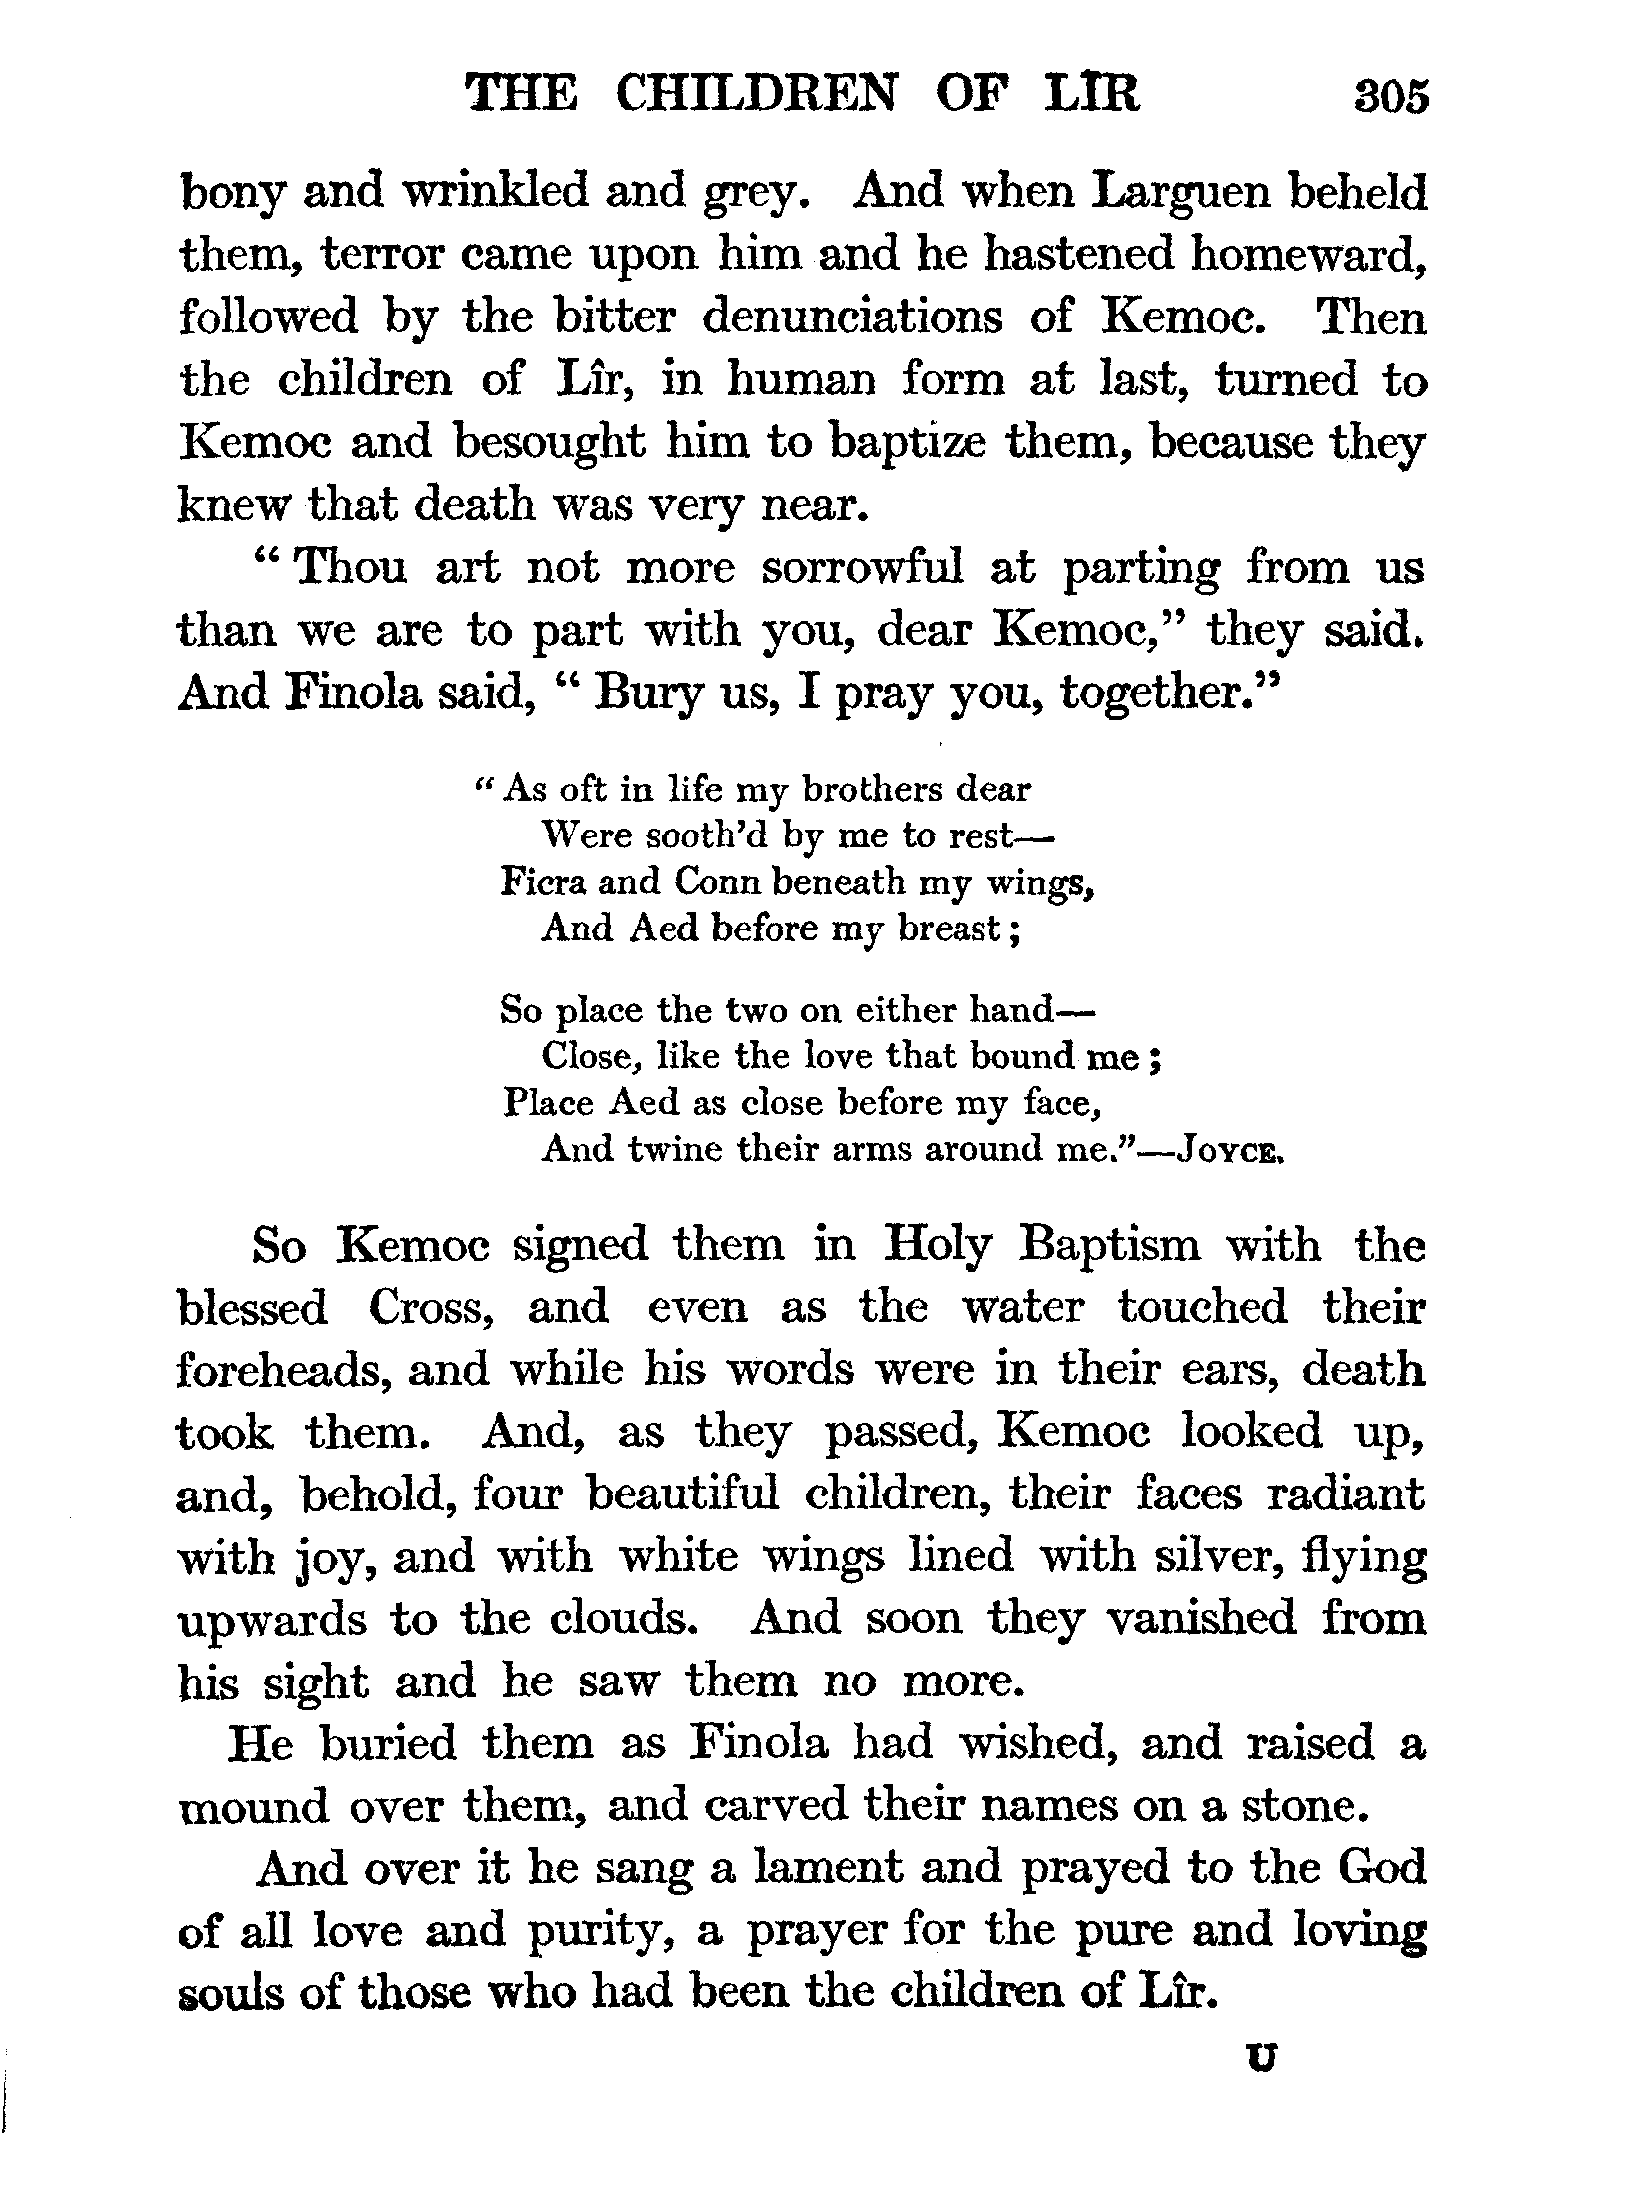 THE CHILDREN OF LÎR 305
bony and wrinkled and grey. And when Larguen beheld
them, terror came upon him and he hastened homeward,
followed by the bitter denunciations of Kemoc. Then
the children of Lîr, in human form at last, turned to
Kemoc and besought him to baptize them, because they
knew that death was very near.
“ Thou art not more sorrowful at parting from us
than we are to part with you, dear Kemoc,” they said.
And Finola said, “ Bury us, I pray you, together.”
“ As oft in life my brothers dear
Were sooth’d by me to rest—
Ficra and Conn beneath my wings,
And Aed before my breast ;
So place the two on either hand—
Close, like the love that bound me ;
Place Aed as close before my face,
And twine their arms around me.”—JOYCE.
So Kemoc signed them in Holy Baptism with the
blessed Cross, and even as the water touched their
foreheads, and while his words were in their ears, death
took them. And, as they passed, Kemoc looked up,
and, behold, four beautiful children, their faces radiant
with joy, and with white wings lined with silver, flying
upwards to the clouds. And soon they vanished from
his sight and he saw them no more.
He buried them as Finola had wished, and raised a
mound over them, and carved their names on a stone.
And over it he sang a lament and prayed to the God
of all love and purity, a prayer for the pure and loving
souls of those who had been the children of Lîr.
U